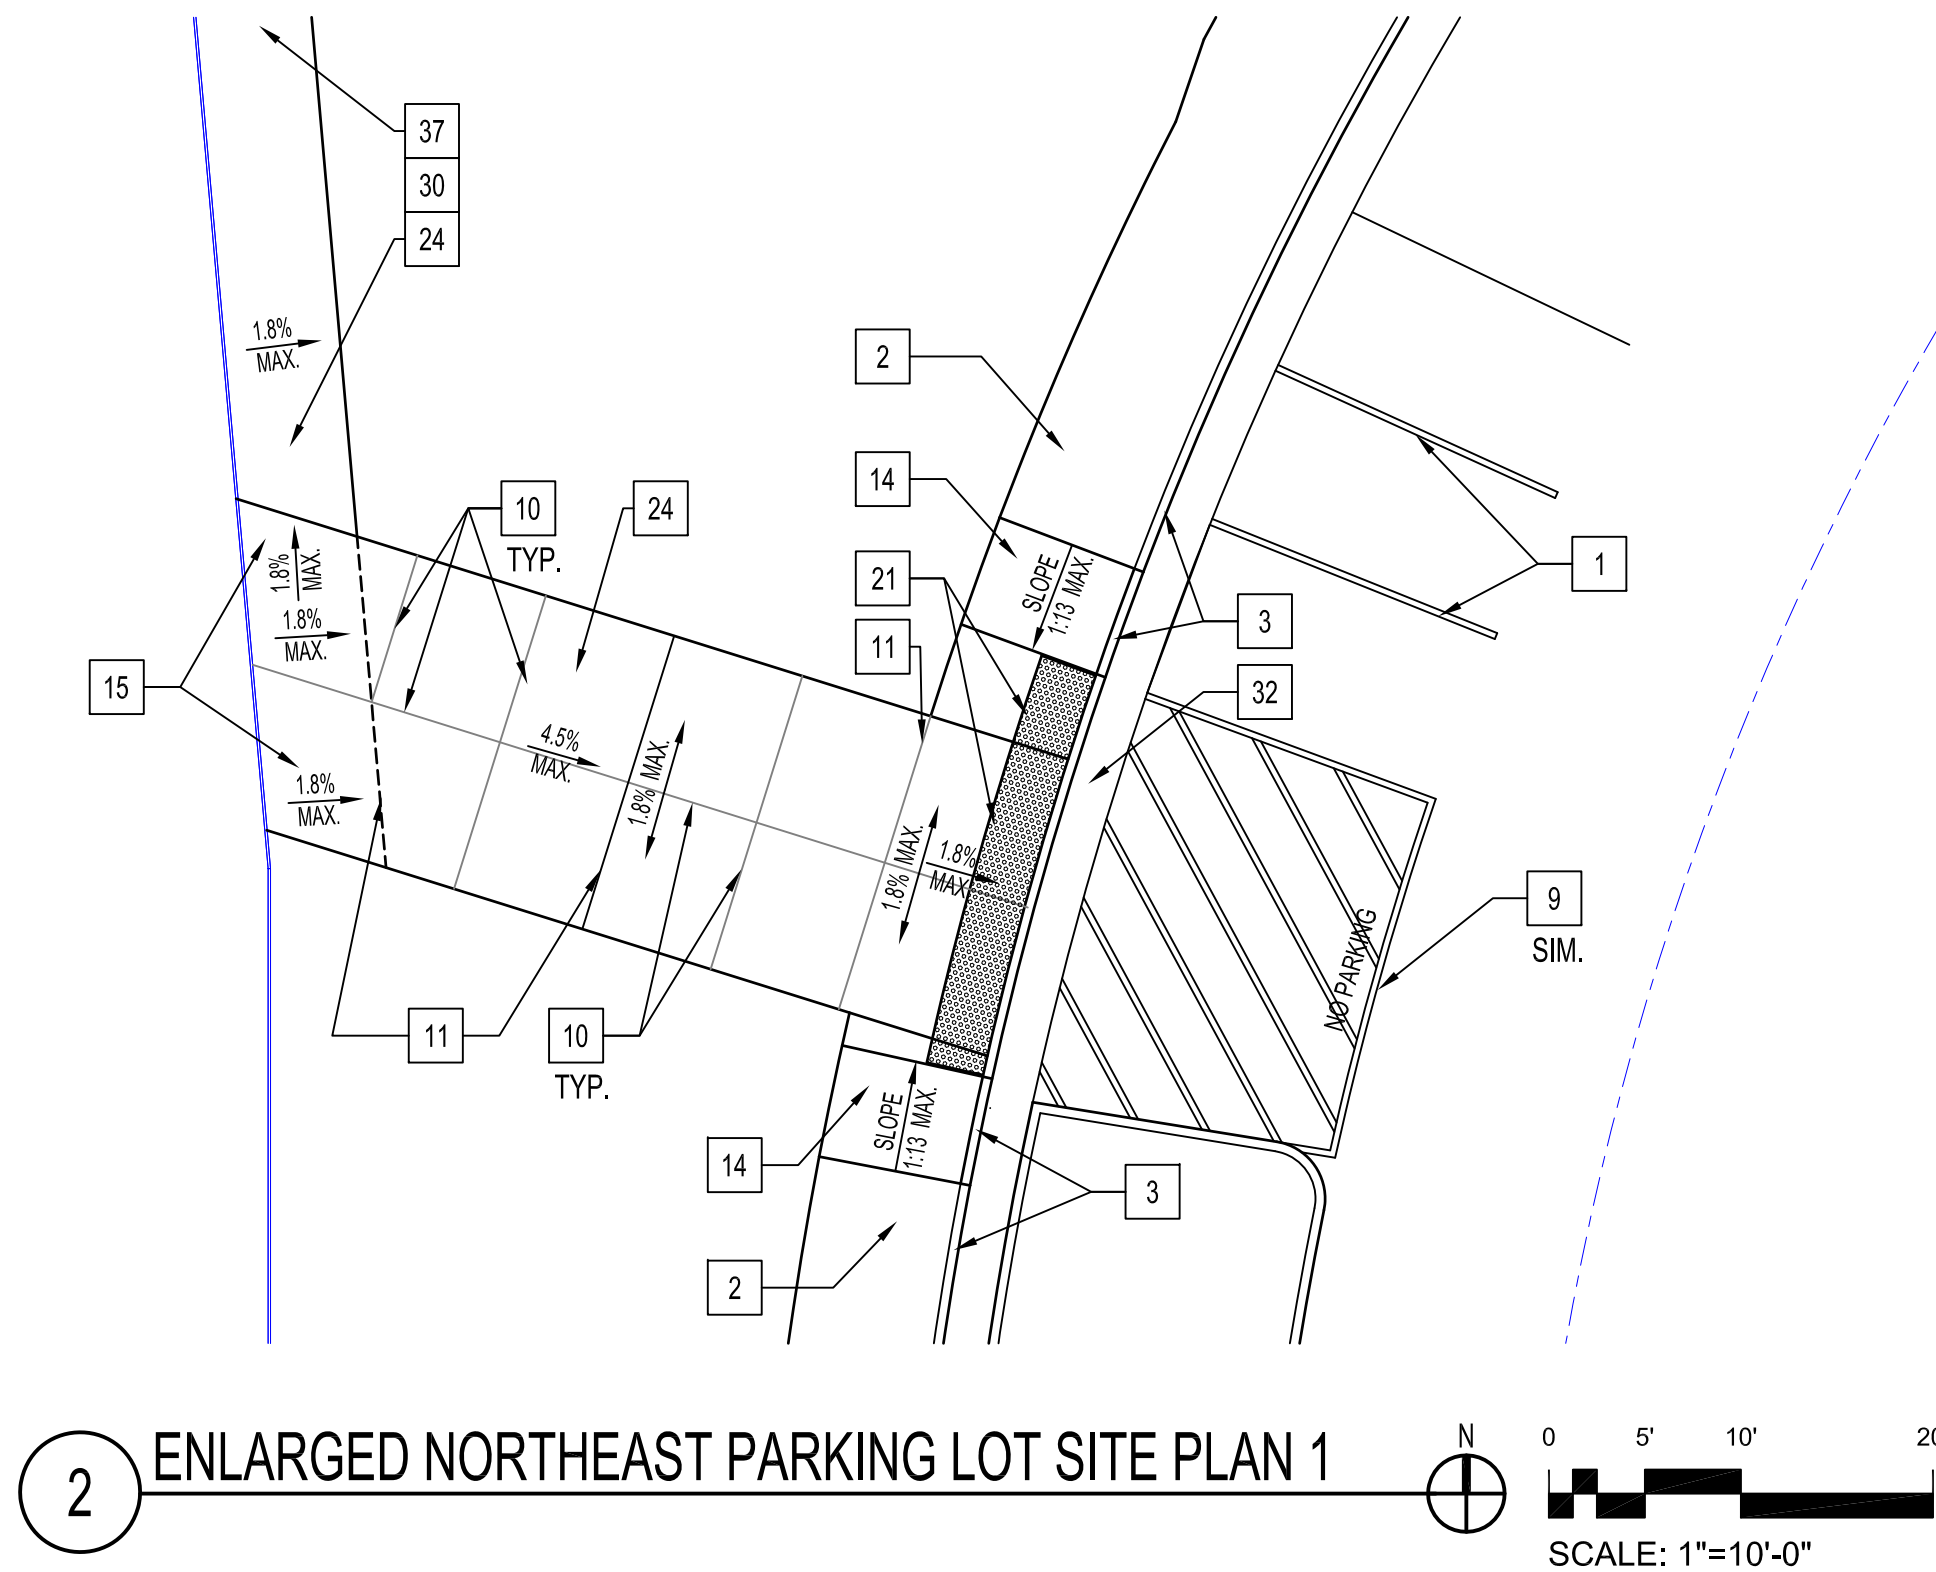 37
30
24
1.8%
MAX.
2
14
10
TYP.
24
21
11
SLOPE
1:13 MAX.
1
3
32
1.8%
MAX.
1.8%
MAX.
15
4.5%
MAX.
1.8% MAX.
1.8%
MAX.
1.8% MAX.
1.8%
MAX.
NO PARKING
9
SIM.
11
10
TYP.
SLOPE
1:13 MAX.
14
3
2
2
ENLARGED NORTHEAST PARKING LOT SITE PLAN 1
N
0 5' 10' 20
SCALE: 1"=10'-0"